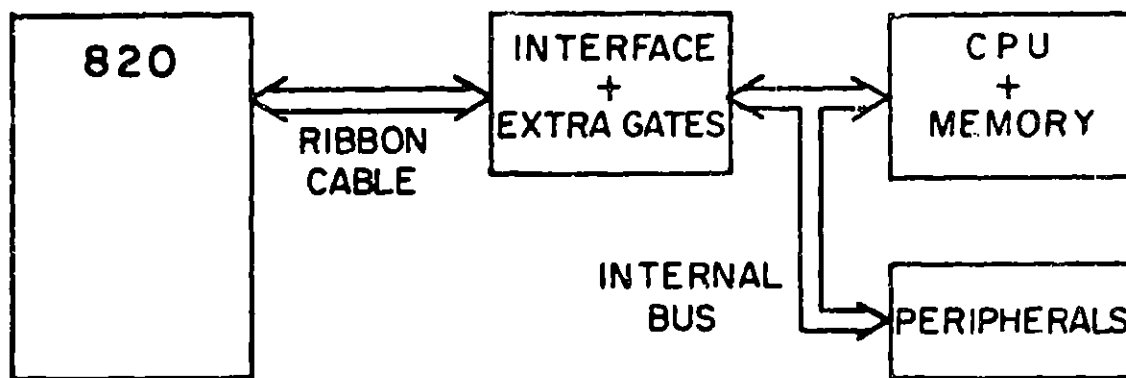 820
RIBBON
CABLE
INTERFACE
+
EXTRA GATES
CPU
+
MEMORY
INTERNAL
BUS
PERIPHERALS